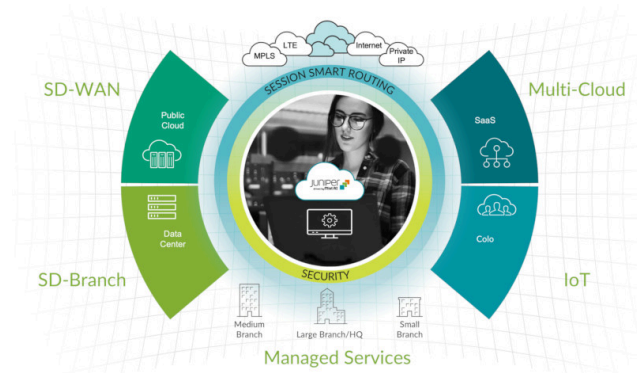 MPLS
LTE
Internet
Private
IP
SESSION SMART ROUTING
SD-WAN
Multi-Cloud
Public
Cloud
SaaS
JUNIPEr
Data
Center
Colo
SD-Branch
IoT
SECURITY
Medium
Branch
Large Branch/HQ
Small
Branch
Managed Services